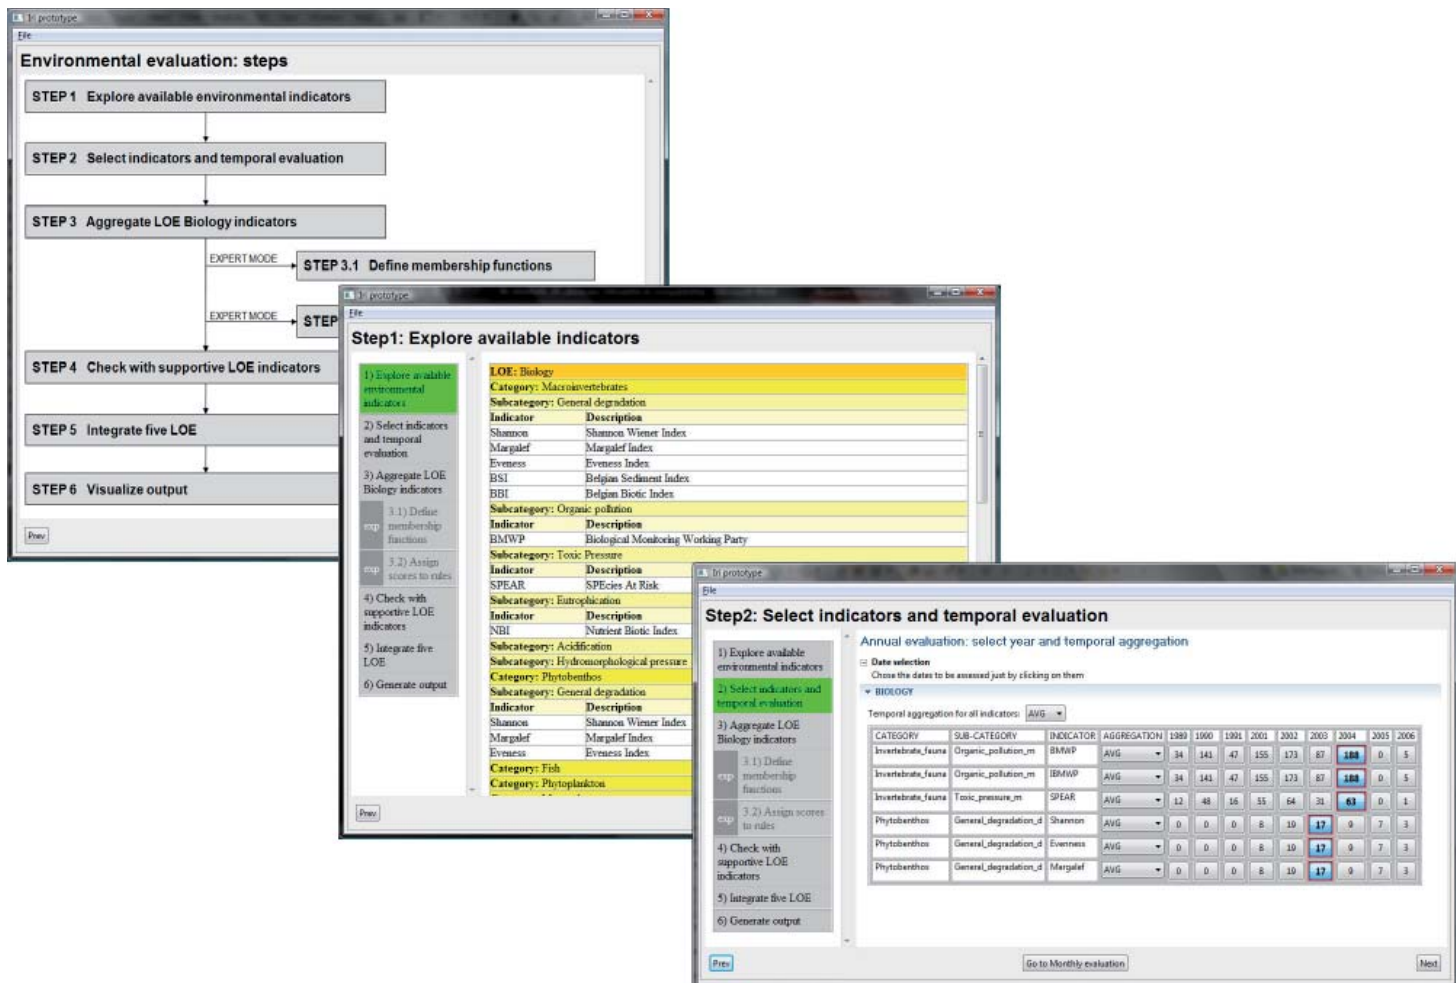 1ri prototype
File
Environmental evaluation: steps
STEP 1 Explore available environmental indicators
STEP 2 Select indicators and temporal evaluation
STEP 3 Aggregate LOE Biology indicators
EXPERT MODE
STEP 3.1 Define membership functions
EXPERT MODE
STEP
STEP 4 Check with supportive LOE indicators
STEP 5 Integrate five LOE
STEP 6 Visualize output
Prev
1ri prototype
File
Step1: Explore available indicators
1) Explore available
environmental
indicators
2) Select indicators
and temporal
evaluation
3) Aggregate LOE
Biology indicators
exp 3.1) Define
membership
functions
exp 3.2) Assign
scores to rules
4) Check with
supportive LOE
indicators
5) Integrate five
LOE
6) Generate output
LOE: Biology
Category: Macroinvertebrates
Subcategory: General degradation
Indicator Description
Shannon Shannon Wiener Index
Margalef Margalef Index
Eveness Eveness Index
BSI Belgian Sediment Index
BBI Belgian Biotic Index
Subcategory: Organic pollution
Indicator Description
BMWP Biological Monitoring Working Party
Subcategory: Toxic Pressure
Indicator Description
SPEAR SPEcies At Risk
Subcategory: Eutrophication
Indicator Description
NBI Nutrient Biotic Index
Subcategory: Acidification
Subcategory: Hydromorphological pressure
Category: Phytobenthos
Subcategory: General degradation
Indicator Description
Shannon Shannon Wiener Index
Margalef Margalef Index
Eveness Eveness Index
Category: Fish
Category: Phytoplankton
Prev
1ri prototype
File
Step2: Select indicators and temporal evaluation
1) Explore available
environmental indicators
2) Select indicators and
temporal evaluation
3) Aggregate LOE
Biology indicators
exp 3.1) Define
membership
functions
exp 3.2) Assign scores
to rules
4) Check with
supportive LOE
indicators
5) Integrate five LOE
6) Generate output
Annual evaluation: select year and temporal aggregation
Date selection
Chose the dates to be assessed just by clicking on them
BIOLOGY
Temporal aggregation for all indicators: AVG
CATEGORY SUB-CATEGORY INDICATOR AGGREGATION 1989 1990 1991 2001 2002 2003 2004 2005 2006
Invertebrate_fauna Organic_pollution_m BMWP AVG 34 141 47 155 173 87 188 0 5
Invertebrate_fauna Organic_pollution_m IBMWP AVG 34 141 47 155 173 87 188 0 5
Invertebrate_fauna Toxic_pressure_m SPEAR AVG 12 48 16 55 64 31 63 0 1
Phytobenthos General_degradation_d Shannon AVG 0 0 0 8 19 17 9 7 3
Phytobenthos General_degradation_d Evenness AVG 0 0 0 8 19 17 9 7 3
Phytobenthos General_degradation_d Margalef AVG 0 0 0 8 19 17 9 7 3
Prev
Go to Monthly evaluation
Next